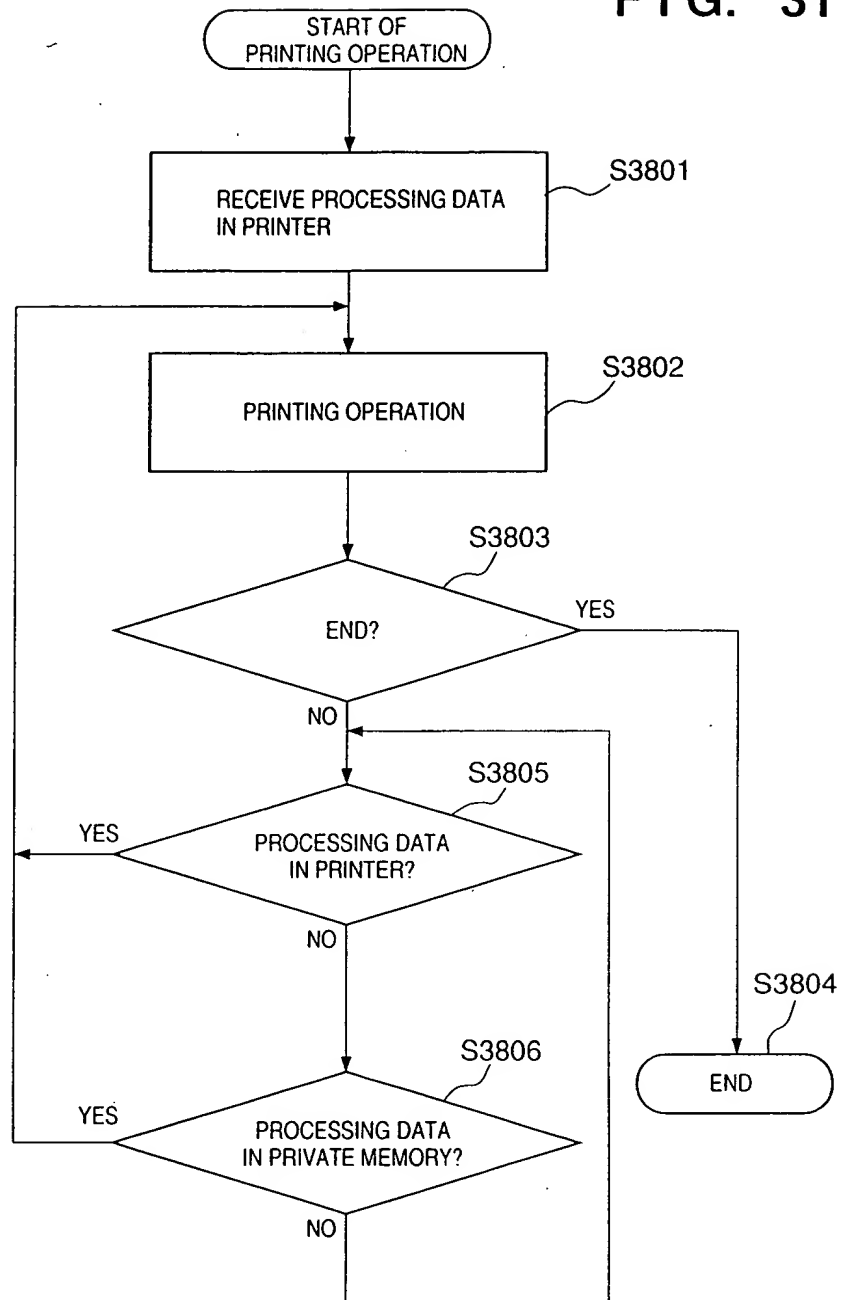 FIG. 31
START OF
PRINTING OPERATION
S3801
RECEIVE PROCESSING DATA
IN PRINTER
S3802
PRINTING OPERATION
S3803
END?
YES
NO
S3805
PROCESSING DATA
IN PRINTER?
YES
NO
S3804
END
S3806
PROCESSING DATA
IN PRIVATE MEMORY?
YES
NO